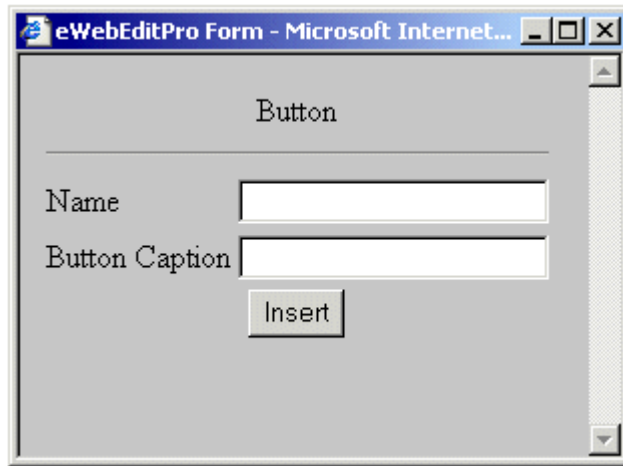 eWebEditPro Form - Microsoft Internet...
Button
Name
Button Caption
Insert